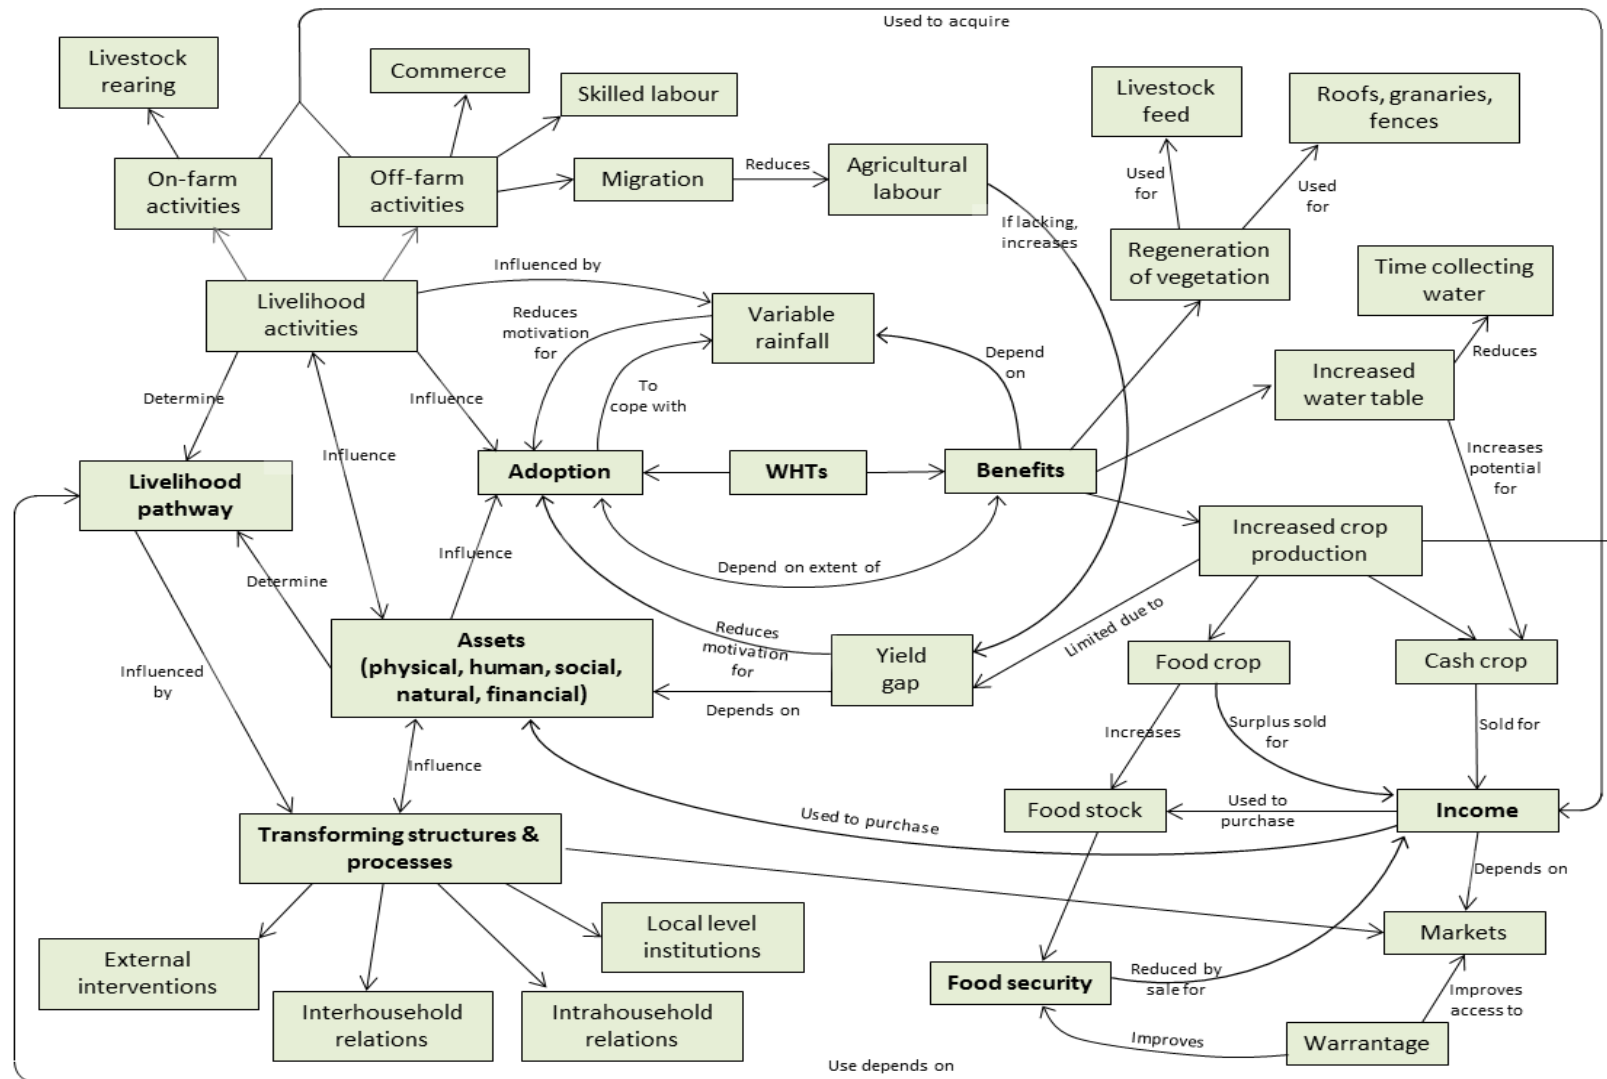 Used to acquire
Livestock
rearing
Commerce
Skilled labour
Livestock
feed
Roofs, granaries,
fences
On-farm
activities
Off-farm
activities
Migration
Reduces
Agricultural
labour
Used
for
Used
for
If lacking,
increases
Regeneration
of vegetation
Time collecting
water
Livelihood
activities
Influenced by
Reduces
motivation
for
Variable
rainfall
Depend
on
Reduces
Increased
water table
Determine
Influence
To
cope with
Influence
Increases
potential
for
Livelihood
pathway
Adoption
WHTs
Benefits
Increased crop
production
Influence
Determine
Depend on extent of
Limited due to
Assets
(physical, human, social,
natural, financial)
Reduces
motivation
for
Yield
gap
Food crop
Cash crop
Influenced
by
Depends on
Increases
Surplus sold
for
Sold for
Influence
Used to purchase
Food stock
Used to
purchase
Income
Transforming structures &
processes
Depends on
Local level
institutions
Markets
External
interventions
Food security
Reduced by
sale for
Improves
access to
Interhousehold
relations
Intrahousehold
relations
Improves
Warrantage
Use depends on